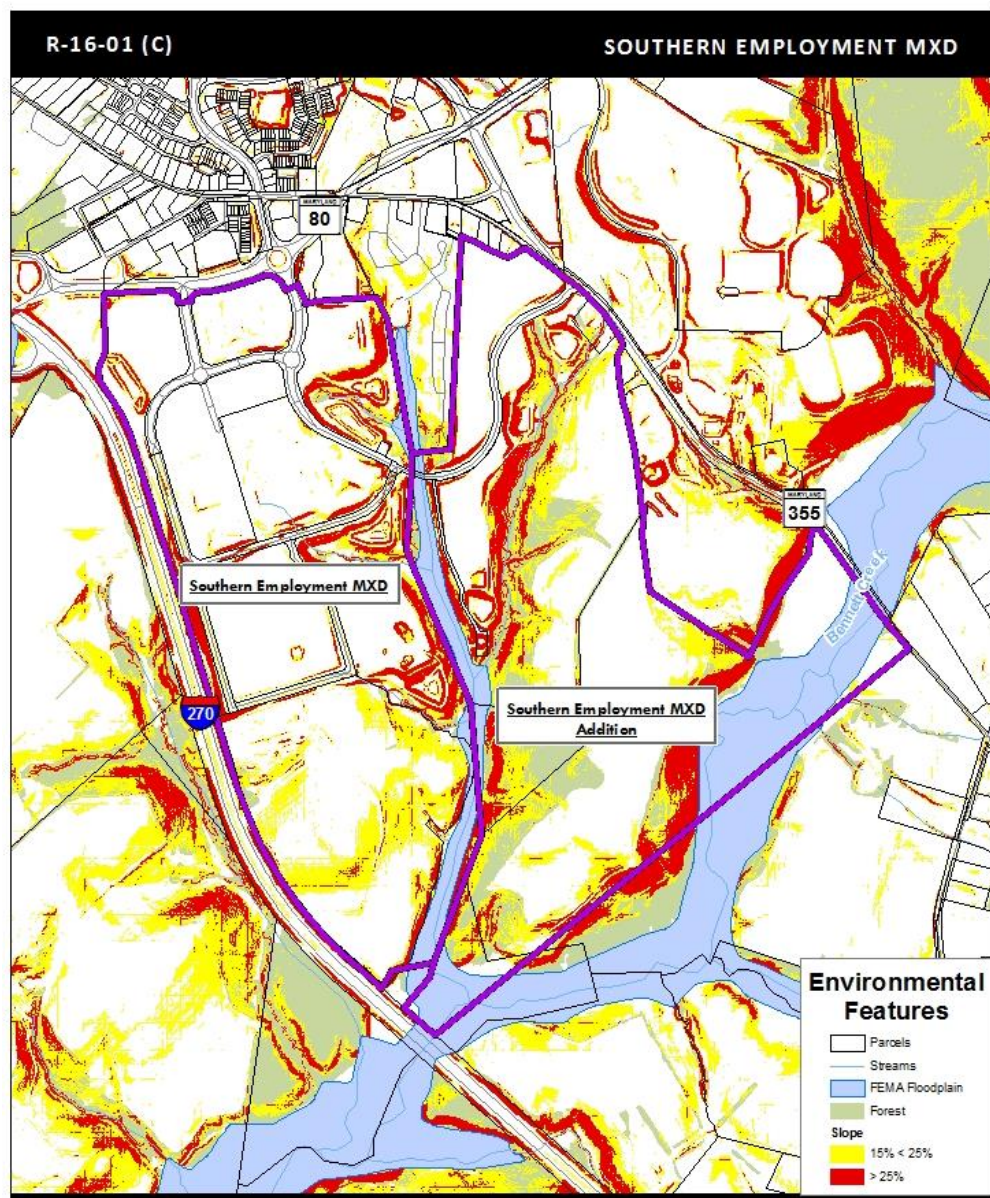 R-16-01 (C)
SOUTHERN EMPLOYMENT MXD
MARYLAND
80
MARYLAND
355
Bennett Creek
Southern Employment MXD
270
Southern Employment MXD
Addition
Environmental
Features
Parcels
Streams
FEMA Floodplain
Forest
Slope
15% < 25%
> 25%